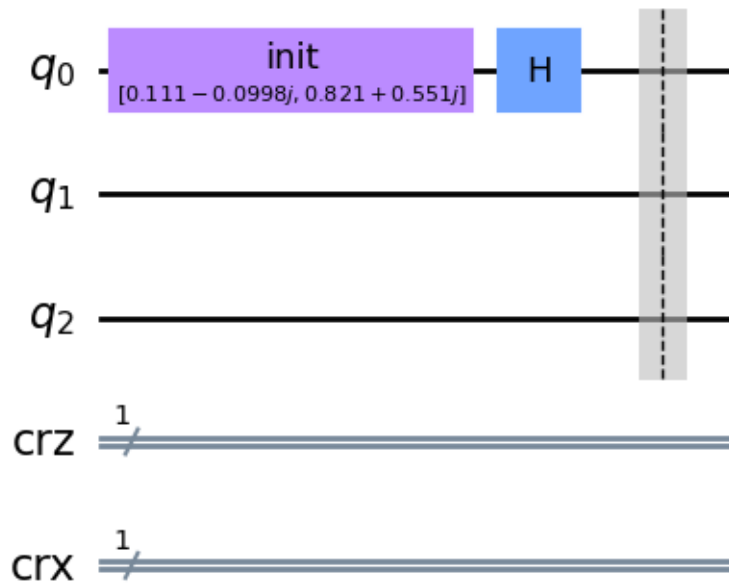 q0 init H
[0.111 − 0.0998j, 0.821 + 0.551j]
q1
q2
1
crz
1
crx